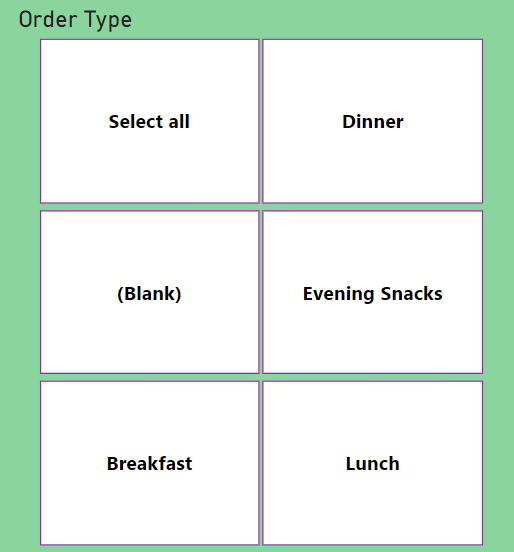 Order Type
Select all
Dinner
(Blank)
Evening Snacks
Breakfast
Lunch